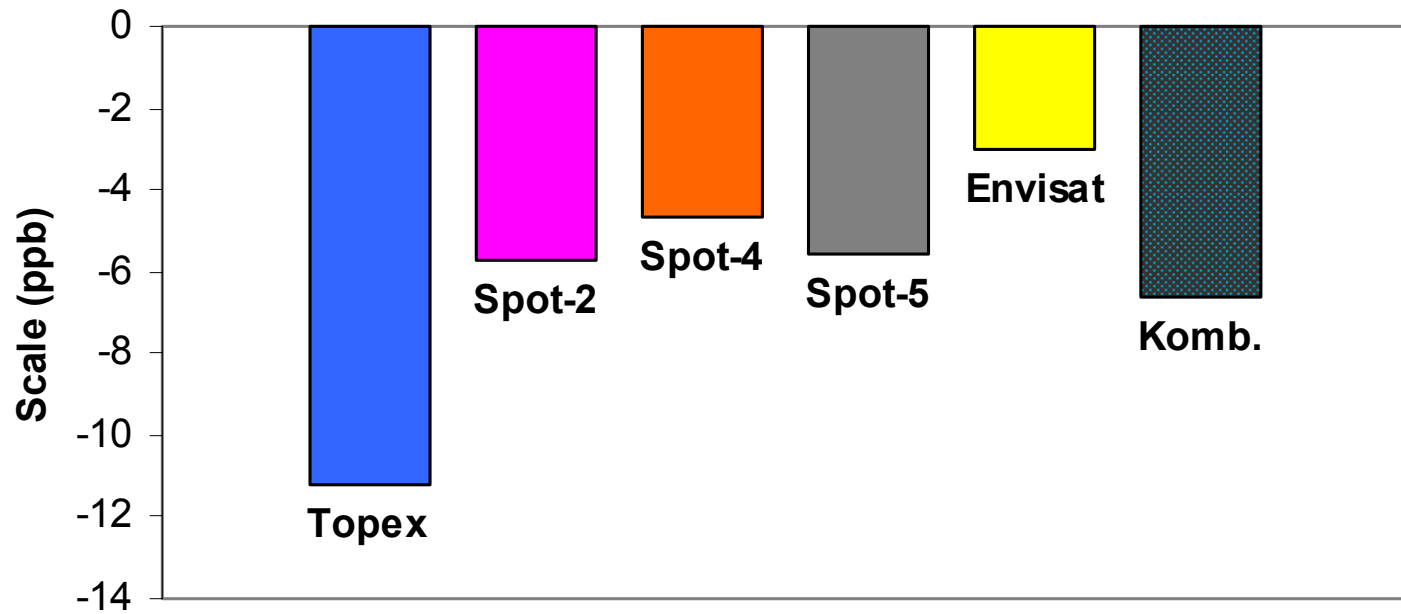 Scale (ppb)
0
-2
-4
-6
-8
-10
-12
-14
Topex
Spot-2
Spot-4
Spot-5
Envisat
Komb.